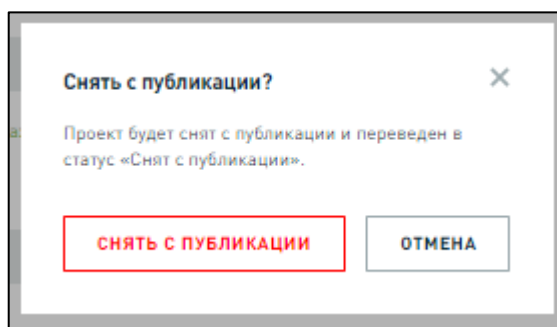 Снять с публикации?
Проект будет снят с публикации и переведен в
статус «Снят с публикации».
СНЯТЬ С ПУБЛИКАЦИИ
ОТМЕНА